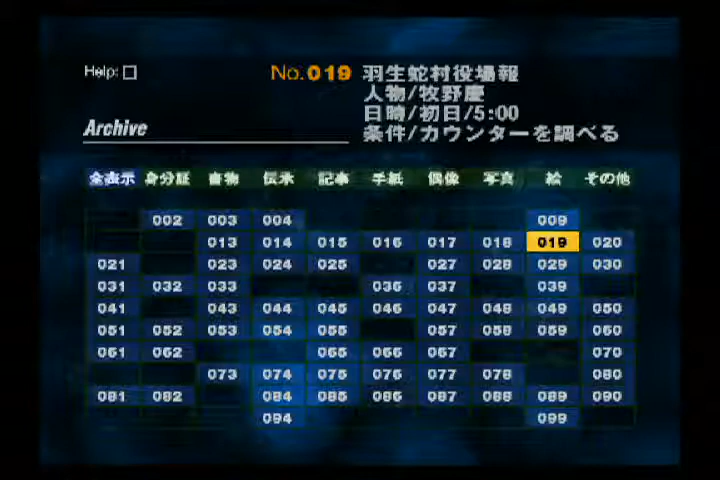 Help:□ No.019 羽生蛇村役場報
人物/牧野慶
日時/初日/5:00
Archive 条件/カウンターを調べる
全表示 身分証 書物 伝承 記事 手紙 偶像 写真 絵 その他
002 003 004 009
013 014 015 016 017 018 019 020
021 023 024 025 027 028 029 030
031 032 033 036 037 039
041 043 044 045 046 047 048 049 050
051 052 053 054 055 057 058 059 060
061 062 065 066 067 070
073 074 075 076 077 078 080
081 082 084 085 086 087 088 089 090
094 099